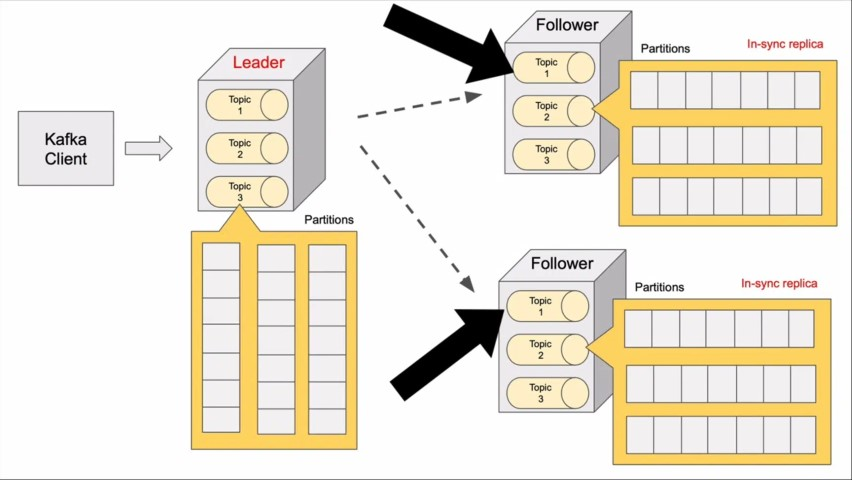 Kafka
Client
Leader
Topic
1
Topic
2
Topic
3
Partitions
Follower
Topic
1
Topic
2
Topic
3
Partitions
In-sync replica
Follower
Topic
1
Topic
2
Topic
3
Partitions
In-sync replica